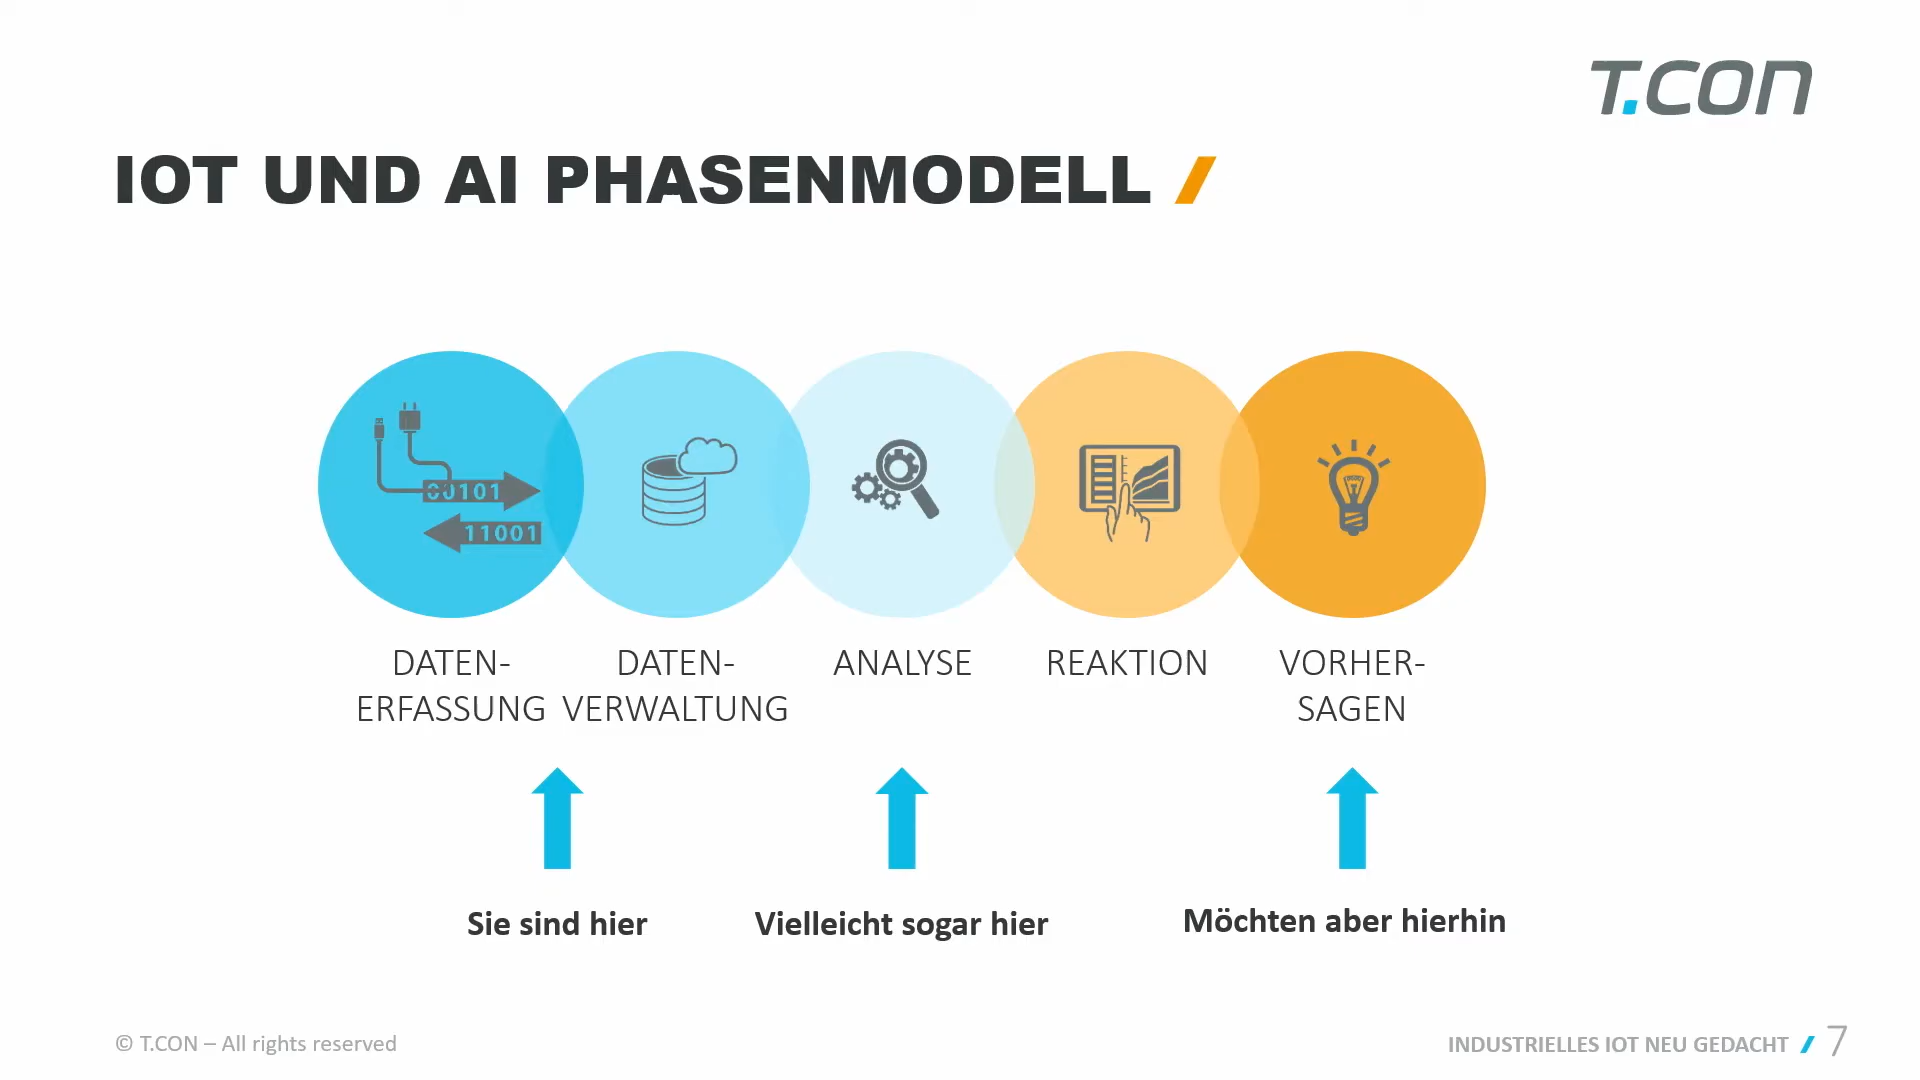 T.CON
IOT UND AI PHASENMODELL /
00101
11001
DATEN-
ERFASSUNG
DATEN-
VERWALTUNG
ANALYSE
REAKTION
VORHER-
SAGEN
Sie sind hier
Vielleicht sogar hier
Möchten aber hierhin
© T.CON – All rights reserved
INDUSTRIELLES IOT NEU GEDACHT / 7